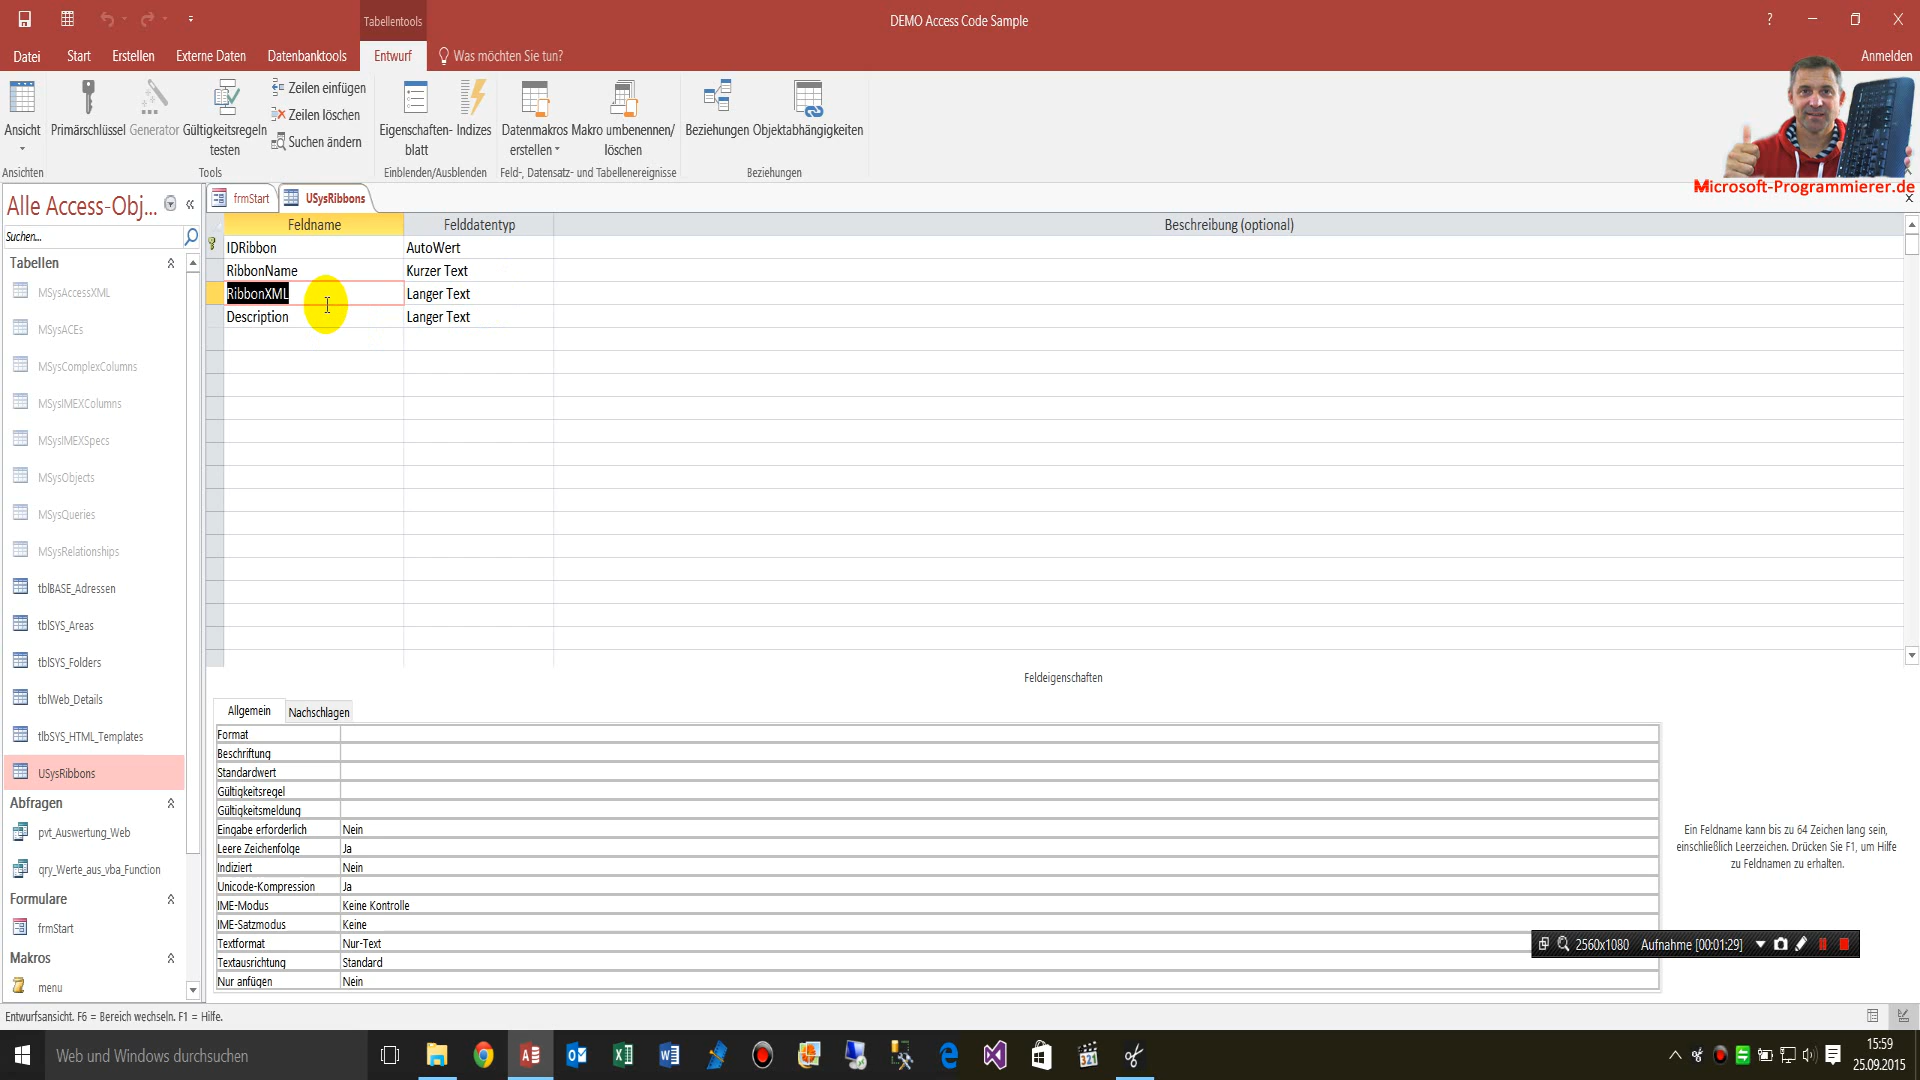 Tabellentools
DEMO Access Code Sample
?
Datei
Start
Erstellen
Externe Daten
Datenbanktools
Entwurf
Was möchten Sie tun?
Anmelden
Ansicht
Primärschlüssel
Generator
Gültigkeitsregeln
testen
Zeilen einfügen
Zeilen löschen
Suchen ändern
Eigenschaften-
blatt
Indizes
Datenmakros
erstellen
Makro umbenennen/
löschen
Beziehungen
Objektabhängigkeiten
Ansichten
Tools
Einblenden/Ausblenden
Feld-, Datensatz- und Tabellenereignisse
Beziehungen
Microsoft-Programmierer.de
Alle Access-Obj...
Suchen...
Tabellen
MSysAccessXML
MSysACEs
MSysComplexColumns
MSysIMEXColumns
MSysIMEXSpecs
MSysObjects
MSysQueries
MSysRelationships
tblBASE_Adressen
tblSYS_Areas
tblSYS_Folders
tblWeb_Details
tlbSYS_HTML_Templates
USysRibbons
Abfragen
pvt_Auswertung_Web
qry_Werte_aus_vba_Function
Formulare
frmStart
Makros
menu
frmStart
USysRibbons
Feldname
Felddatentyp
Beschreibung (optional)
IDRibbon
AutoWert
RibbonName
Kurzer Text
RibbonXML
Langer Text
Description
Langer Text
Feldeigenschaften
Allgemein
Nachschlagen
Format
Beschriftung
Standardwert
Gültigkeitsregel
Gültigkeitsmeldung
Eingabe erforderlich
Nein
Leere Zeichenfolge
Ja
Indiziert
Nein
Unicode-Kompression
Ja
IME-Modus
Keine Kontrolle
IME-Satzmodus
Keine
Textformat
Nur-Text
Textausrichtung
Standard
Nur anfügen
Nein
Ein Feldname kann bis zu 64 Zeichen lang sein,
einschließlich Leerzeichen. Drücken Sie F1, um Hilfe
zu Feldnamen zu erhalten.
2560x1080
Aufnahme [00:01:29]
Entwurfsansicht. F6 = Bereich wechseln. F1 = Hilfe.
Web und Windows durchsuchen
321
15:59
25.09.2015